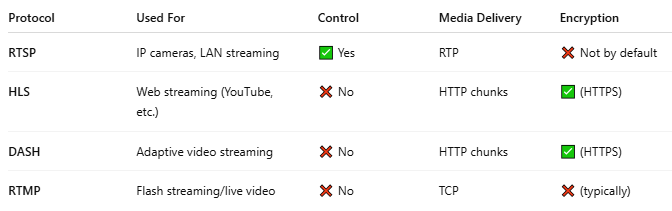 Protocol Used For Control Media Delivery Encryption
RTSP IP cameras, LAN streaming ✅ Yes RTP ❌ Not by default
HLS Web streaming (YouTube, ❌ No HTTP chunks ✅ (HTTPS)
etc.)
DASH Adaptive video streaming ❌ No HTTP chunks ✅ (HTTPS)
RTMP Flash streaming/live video ❌ No TCP ❌ (typically)